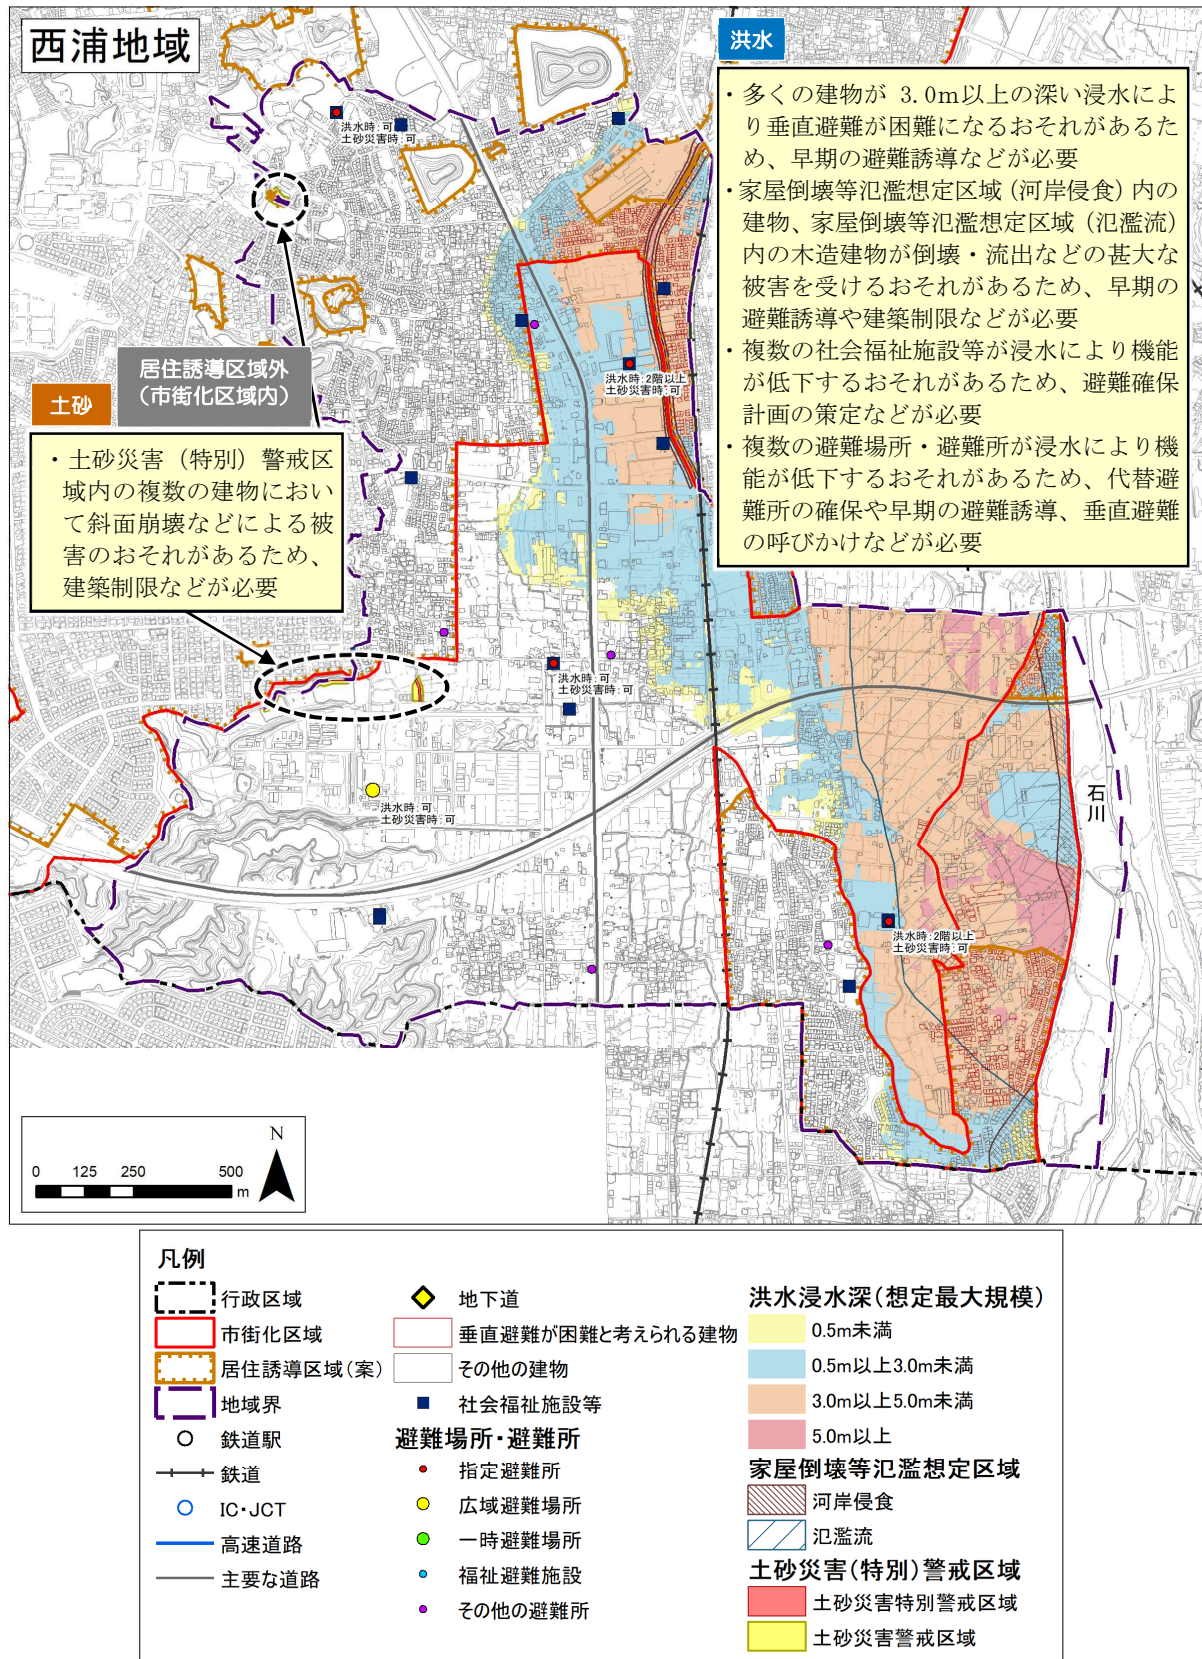 西浦地域
洪水
・多くの建物が 3.0m以上の深い浸水によ
り垂直避難が困難になるおそれがあるた
め、早期の避難誘導などが必要
・家屋倒壊等氾濫想定区域(河岸侵食)内の
建物、家屋倒壊等氾濫想定区域(氾濫流)
内の木造建物が倒壊・流出などの甚大な
被害を受けるおそれがあるため、早期の
避難誘導や建築制限などが必要
・複数の社会福祉施設等が浸水により機能
が低下するおそれがあるため、避難確保
計画の策定などが必要
・複数の避難場所・避難所が浸水により機
能が低下するおそれがあるため、代替避
難所の確保や早期の避難誘導、垂直避難
の呼びかけなどが必要
洪水時:可
土砂災害時:可
居住誘導区域外
(市街化区域内)
土砂
・土砂災害(特別)警戒区
域内の複数の建物におい
て斜面崩壊などによる被
害のおそれがあるため、
建築制限などが必要
洪水時:2階以上
土砂災害時:可
洪水時:可
土砂災害時:可
洪水時:可
土砂災害時:可
石川
洪水時:2階以上
土砂災害時:可
N
0 125 250 500
m
凡例
行政区域
市街化区域
居住誘導区域(案)
地域界
鉄道駅
鉄道
IC・JCT
高速道路
主要な道路
地下道
垂直避難が困難と考えられる建物
その他の建物
社会福祉施設等
避難場所・避難所
指定避難所
広域避難場所
一時避難場所
福祉避難施設
その他の避難所
洪水浸水深(想定最大規模)
0.5m未満
0.5m以上3.0m未満
3.0m以上5.0m未満
5.0m以上
家屋倒壊等氾濫想定区域
河岸侵食
氾濫流
土砂災害(特別)警戒区域
土砂災害特別警戒区域
土砂災害警戒区域